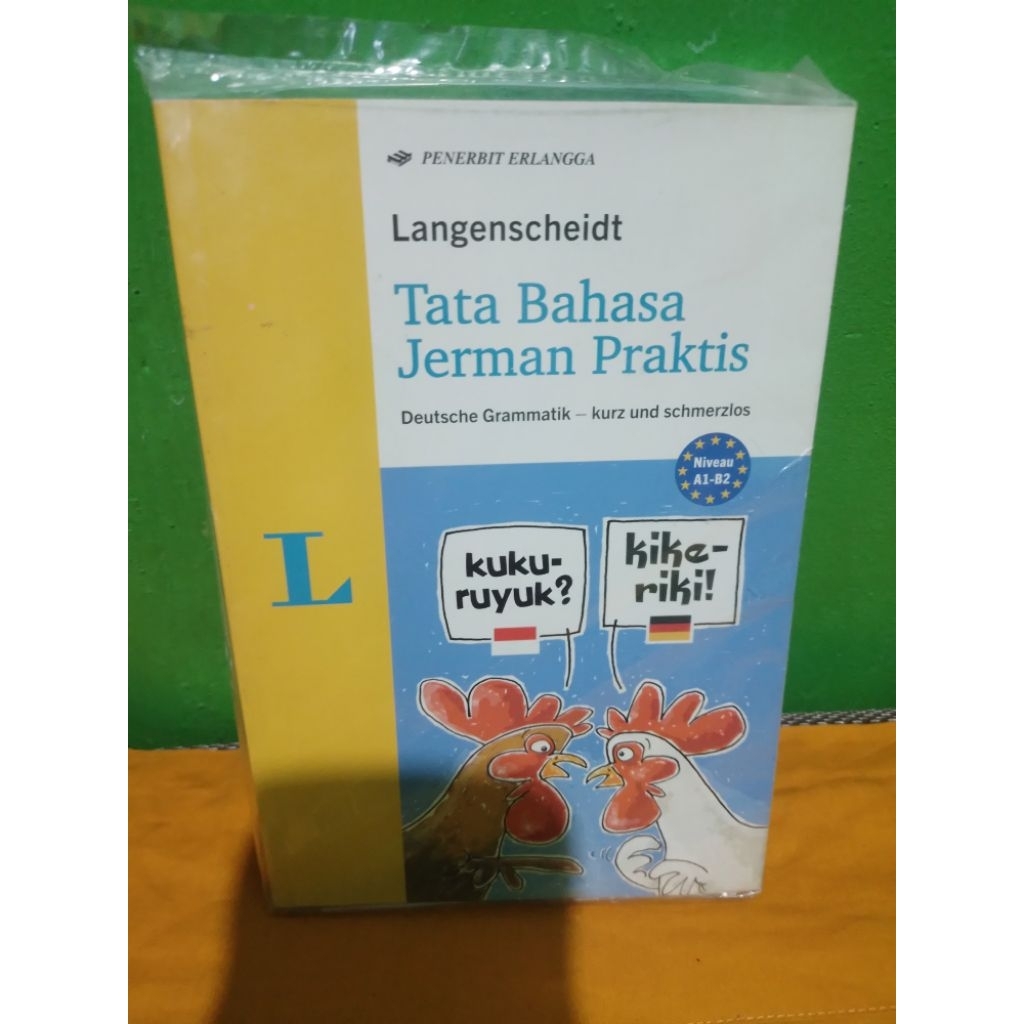 PENERBIT ERLANGGA
Langenscheidt
Tata Bahasa
Jerman Praktis
Deutsche Grammatik – kurz und schmerzlos
Niveau
A1-B2
L
kuku-
ruyuk?
kike-
riki!